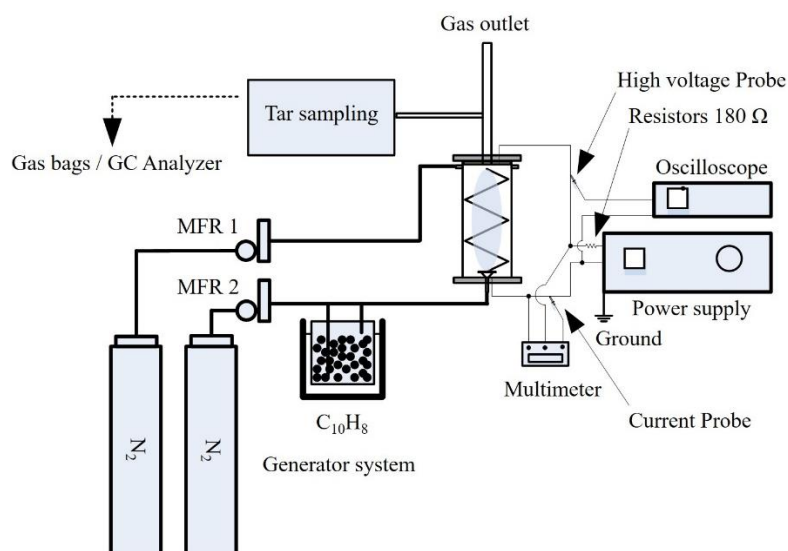 Gas outlet
High voltage Probe
Resistors 180 Ω
Tar sampling
Gas bags / GC Analyzer
Oscilloscope
MFR 1
MFR 2
Power supply
Ground
Multimeter
Current Probe
C₁₀H₈
Generator system
N₂
N₂